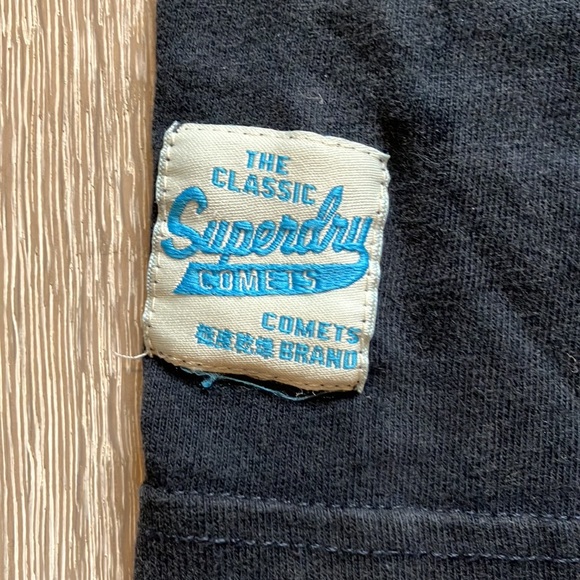 THE
CLASSIC
Superdry
COMETS
COMETS
BRAND